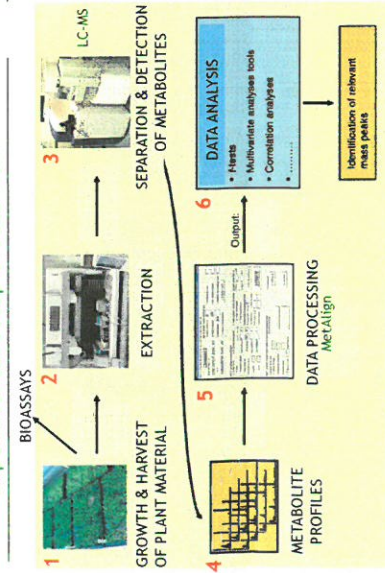 BIOASSAYS
1
GROWTH & HARVEST
OF PLANT MATERIAL
2
EXTRACTION
3
LC-MS
SEPARATION & DETECTION
OF METABOLITES
4
METABOLITE
PROFILES
5
DATA PROCESSING
MetAlign
Output:
6
DATA ANALYSIS
• t-tests
• Multivariate analyses tools
• Correlation analyses
• ..........
Identification of relevant
mass peaks